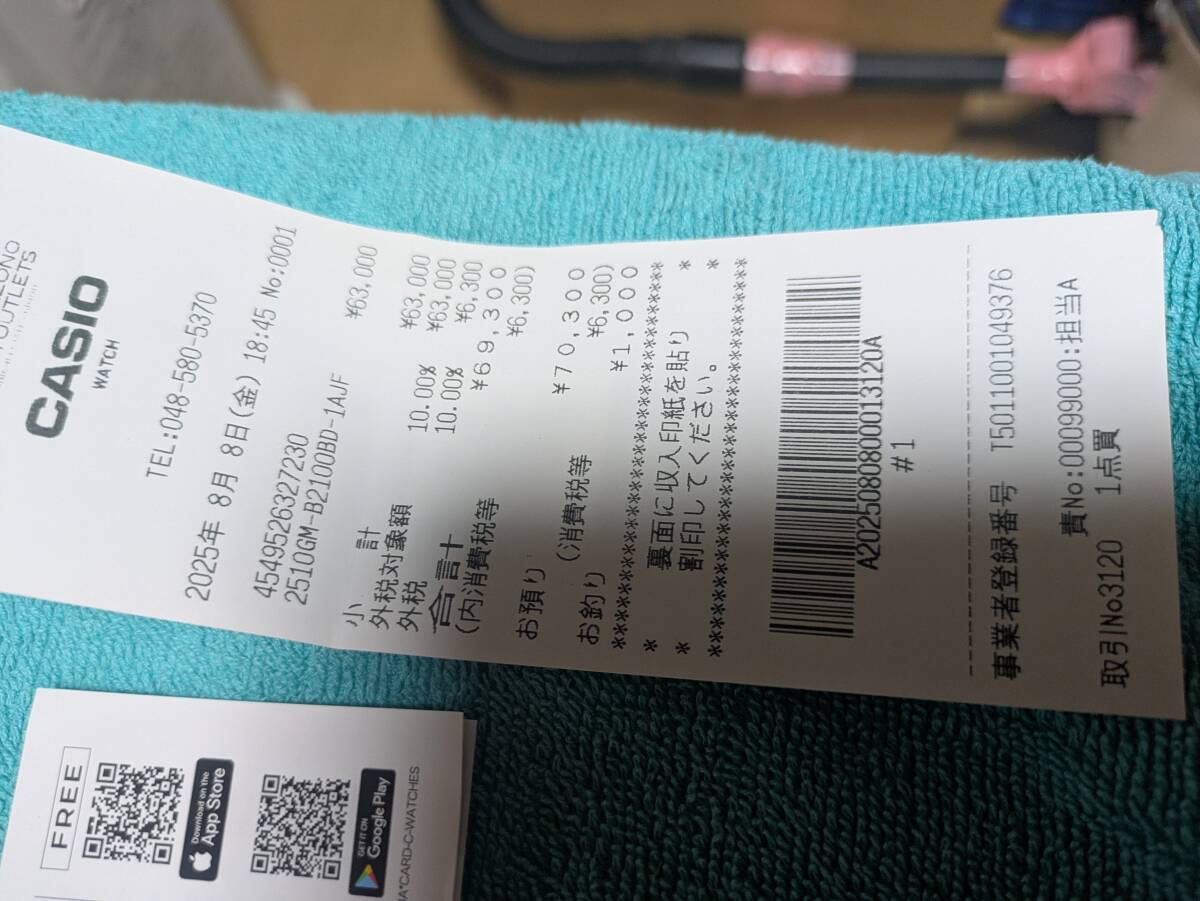 OUTLETS
CASIO
WATCH
TEL:048-580-5370
2025年 8月 8日(金) 18:45 No:0001
4549526327230
2510GM-B2100BD-1AJF ¥63,000
小 計 ¥63,000
外税対象額 10.00% ¥63,000
外税 10.00% ¥6,300
合計 ¥69,300
(内消費税等 ¥6,300)
お預り ¥70,300
(消費税等 ¥6,300)
お釣り ¥1,000
********************************
* 裏面に収入印紙を貼り *
* 割印してください。 *
********************************
A20250808000013120A
#1
事業者登録番号 T5011001049376
責No:00099000:担当A
取引No3120 1点買
FREE
Download on the
App Store
GET IT ON
Google Play
A*CARD-C-WATCHES